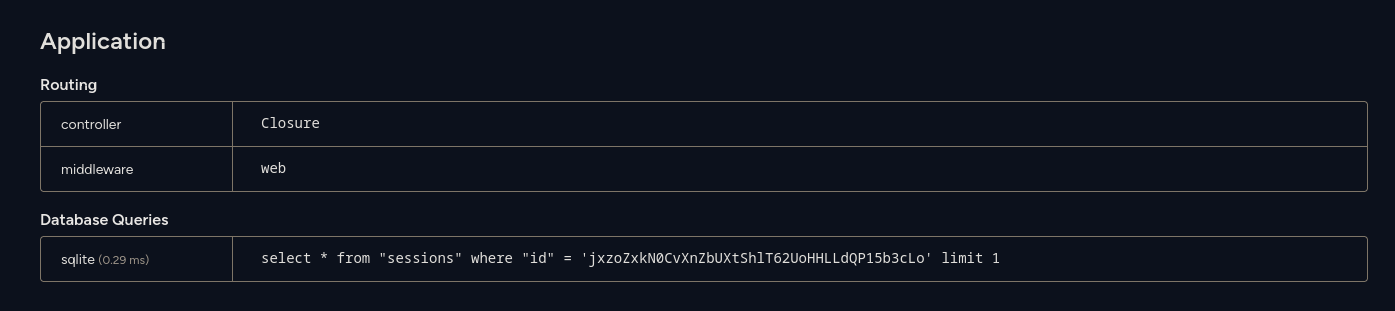 Application
Routing
controller Closure
middleware web
Database Queries
sqlite (0.29 ms) select * from "sessions" where "id" = 'jxzoZxkN0CvXnZbUXtShlT62UoHHLLdQP15b3cLo' limit 1